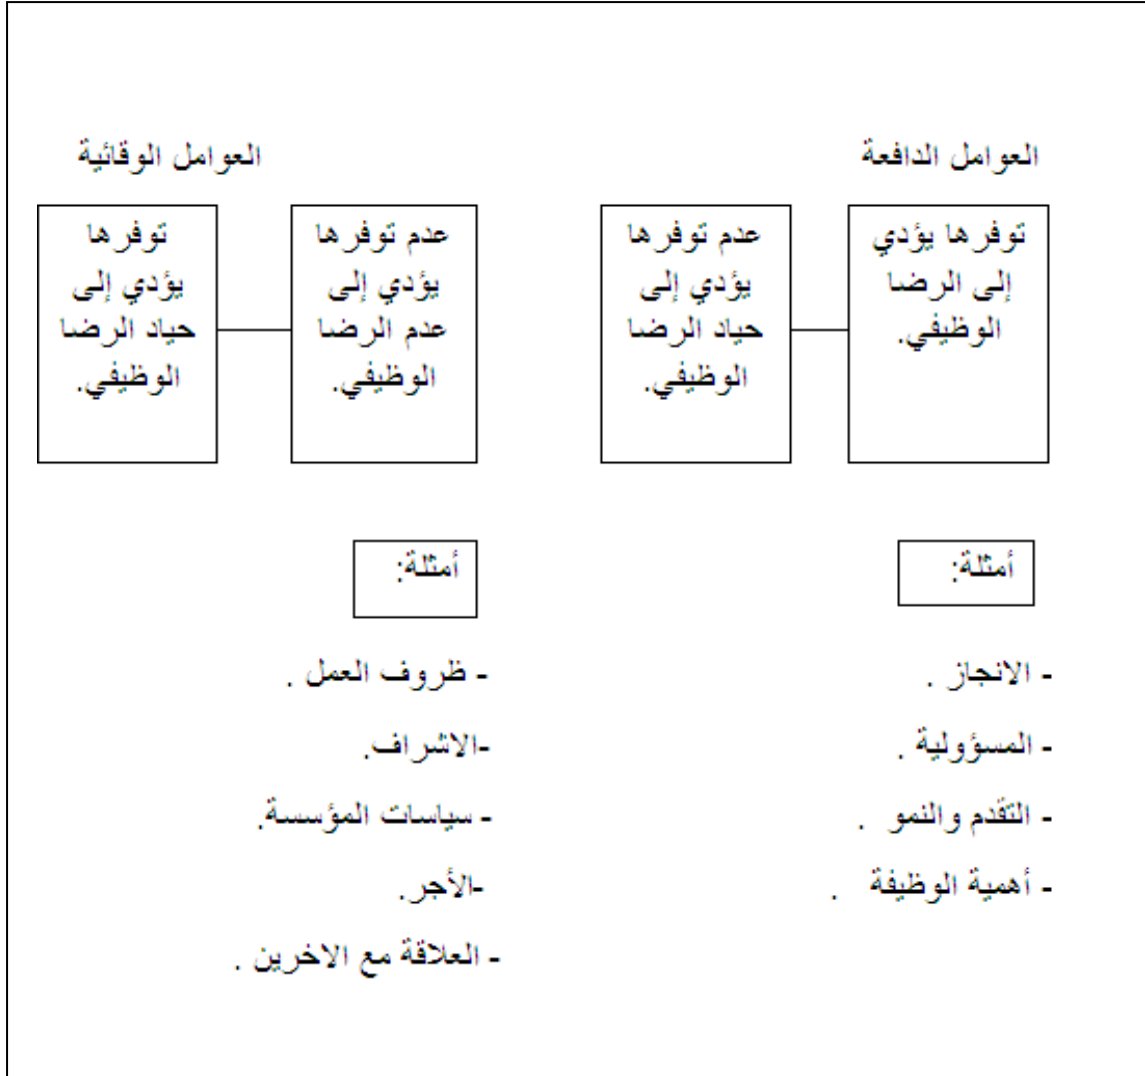 العوامل الدافعة
توفرها يؤدي
إلى الرضا
الوظيفي.
عدم توفرها
يؤدي إلى
حياد الرضا
الوظيفي.
أمثلة:
- الانجاز .
- المسؤولية .
- التقدم والنمو .
- أهمية الوظيفة .
العوامل الوقائية
عدم توفرها
يؤدي إلى
عدم الرضا
الوظيفي.
توفرها
يؤدي إلى
حياد الرضا
الوظيفي.
أمثلة:
- ظروف العمل .
-الاشراف.
- سياسات المؤسسة.
-الأجر.
- العلاقة مع الاخرين .